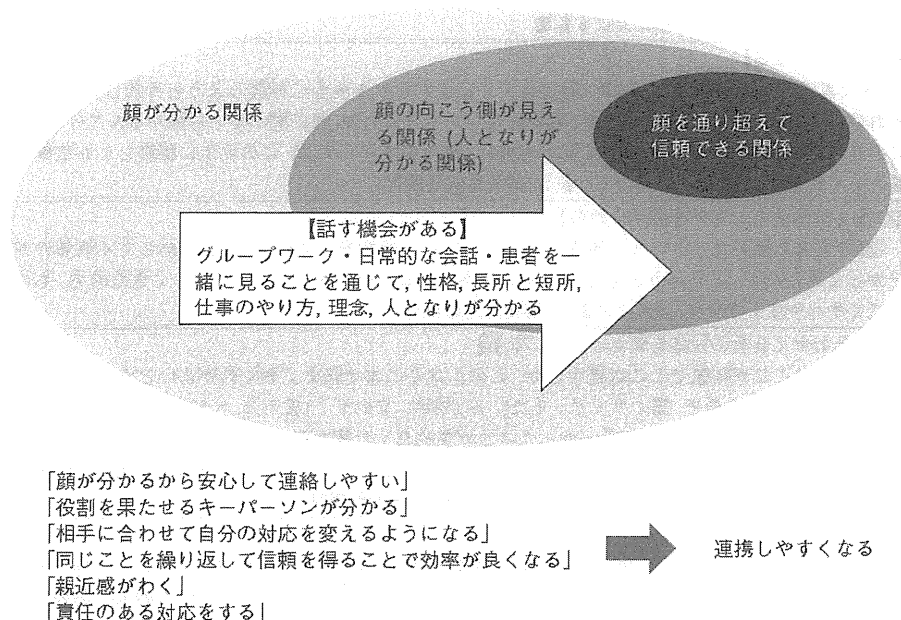 顔が分かる関係
顔の向こう側が見え
る関係 (人となりが
分かる関係)
顔を通り超えて
信頼できる関係
【話す機会がある】
グループワーク・日常的な会話・患者を一
緒に見ることを通じて, 性格, 長所と短所,
仕事のやり方, 理念, 人となりが分かる
「顔が分かるから安心して連絡しやすい」
「役割を果たせるキーパーソンが分かる」
「相手に合わせて自分の対応を変えるようになる」
「同じことを繰り返して信頼を得ることで効率が良くなる」
「親近感がわく」
「責任のある対応をする」
連携しやすくなる